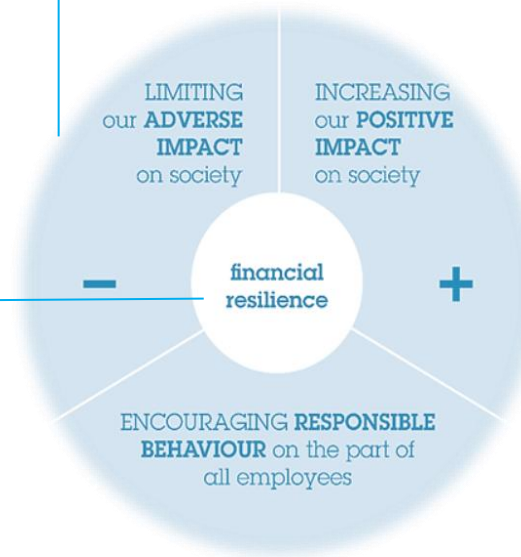 LIMITING
our ADVERSE
IMPACT
on society
INCREASING
our POSITIVE
IMPACT
on society
−
+
financial
resilience
ENCOURAGING RESPONSIBLE
BEHAVIOUR on the part of
all employees